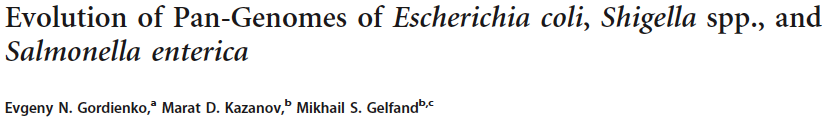 Evolution of Pan-Genomes of Escherichia coli, Shigella spp., and
Salmonella enterica
Evgeny N. Gordienko,ᵃ Marat D. Kazanov,ᵇ Mikhail S. Gelfandᵇ,ᶜ